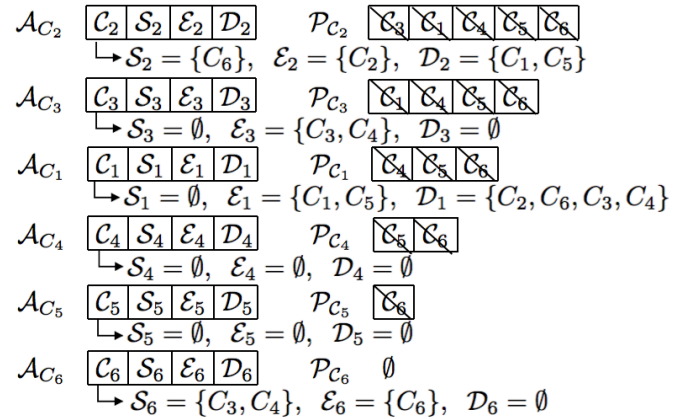 𝒜_{C_2} 𝒞_2 𝒮_2 ℰ_2 𝒟_2 𝒫_{C_2} 𝒞_3 𝒞_1 𝒞_4 𝒞_5 𝒞_6
𝒮_2 = {C_6}, ℰ_2 = {C_2}, 𝒟_2 = {C_1, C_5}
𝒜_{C_3} 𝒞_3 𝒮_3 ℰ_3 𝒟_3 𝒫_{C_3} 𝒞_1 𝒞_4 𝒞_5 𝒞_6
𝒮_3 = ∅, ℰ_3 = {C_3, C_4}, 𝒟_3 = ∅
𝒜_{C_1} 𝒞_1 𝒮_1 ℰ_1 𝒟_1 𝒫_{C_1} 𝒞_4 𝒞_5 𝒞_6
𝒮_1 = ∅, ℰ_1 = {C_1, C_5}, 𝒟_1 = {C_2, C_6, C_3, C_4}
𝒜_{C_4} 𝒞_4 𝒮_4 ℰ_4 𝒟_4 𝒫_{C_4} 𝒞_5 𝒞_6
𝒮_4 = ∅, ℰ_4 = ∅, 𝒟_4 = ∅
𝒜_{C_5} 𝒞_5 𝒮_5 ℰ_5 𝒟_5 𝒫_{C_5} 𝒞_6
𝒮_5 = ∅, ℰ_5 = ∅, 𝒟_5 = ∅
𝒜_{C_6} 𝒞_6 𝒮_6 ℰ_6 𝒟_6 𝒫_{C_6} ∅
𝒮_6 = {C_3, C_4}, ℰ_6 = {C_6}, 𝒟_6 = ∅